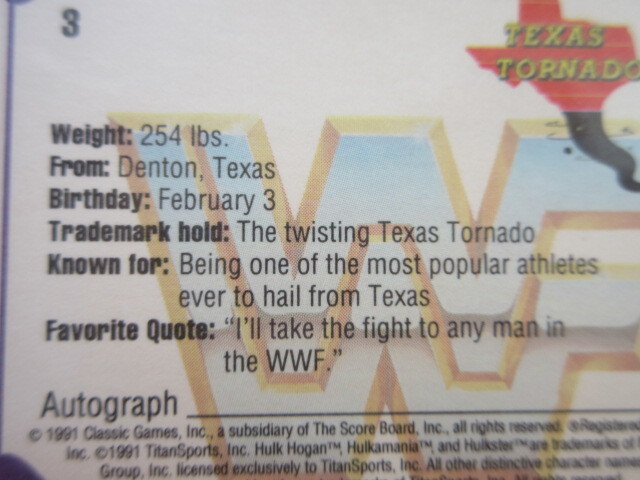 3
TEXAS
TORNADO
Weight: 254 lbs.
From: Denton, Texas
Birthday: February 3
Trademark hold: The twisting Texas Tornado
Known for: Being one of the most popular athletes
ever to hail from Texas
Favorite Quote: “I'll take the fight to any man in
the WWF.”
Autograph
© 1991 Classic Games, Inc., a subsidiary of The Score Board, Inc., all rights reserved. ® Registered
Inc. ©1991 TitanSports, Inc. Hulk Hogan™, Hulkamania™, and Hulkster™ are trademarks of
Group, Inc. licensed exclusively to TitanSports, Inc. All other distinctive character names